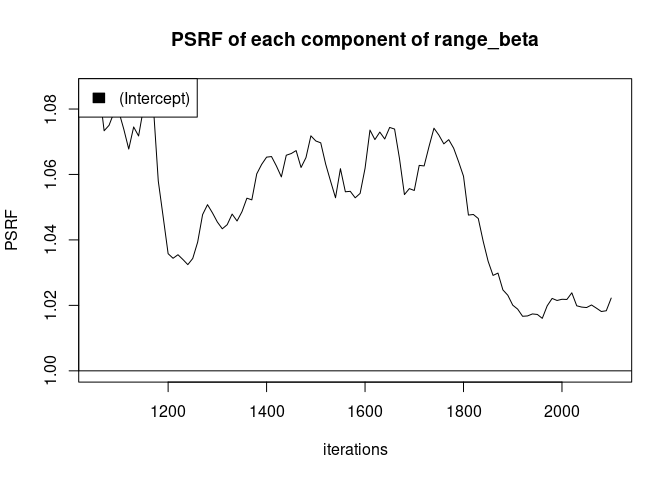 PSRF of each component of range_beta
(Intercept)
PSRF
1.08
1.06
1.04
1.02
1.00
1200 1400 1600 1800 2000
iterations